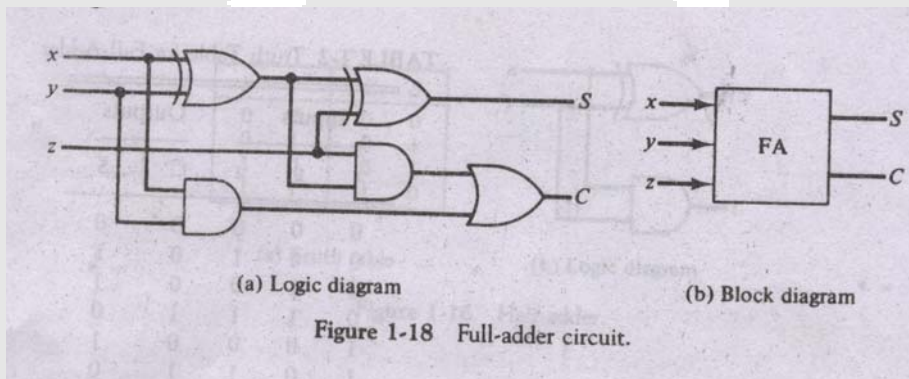 x
y
z
S
C
(a) Logic diagram
x
y
z
FA
S
C
(b) Block diagram
Figure 1-18 Full-adder circuit.